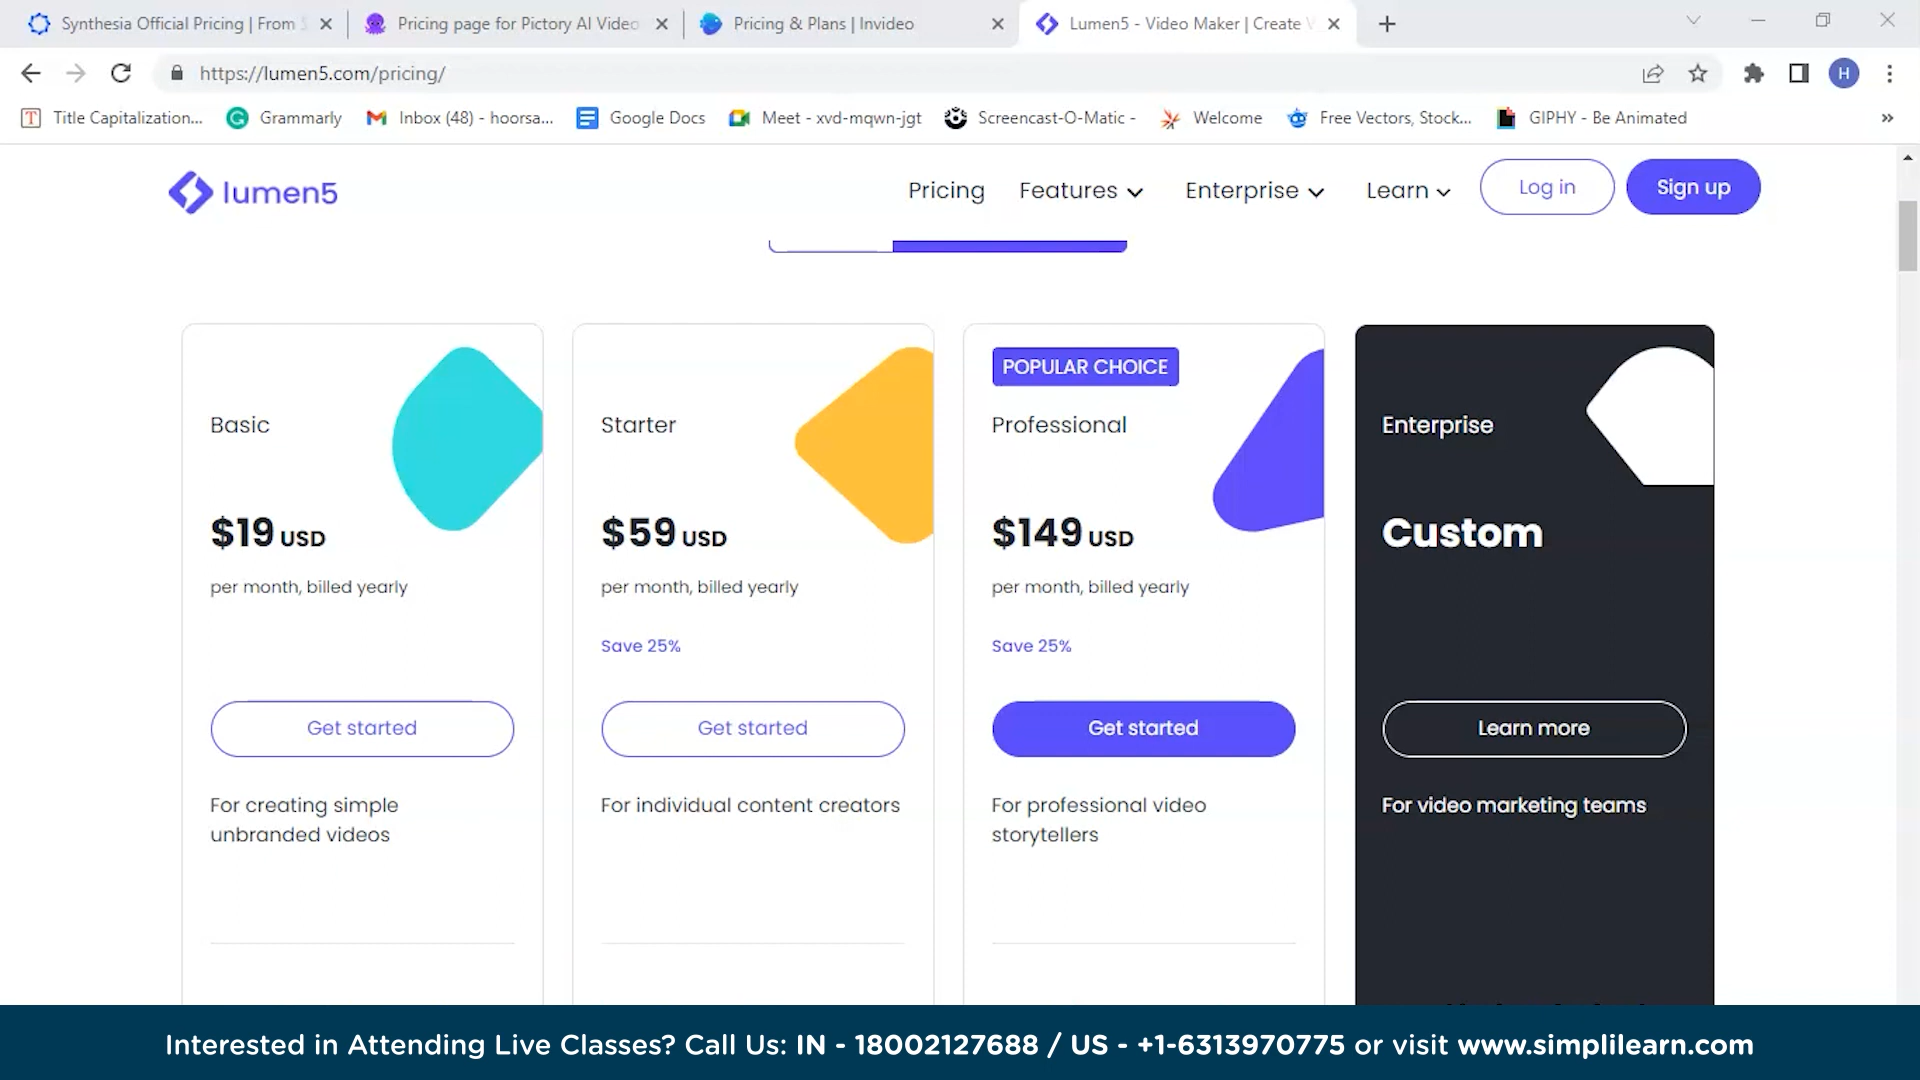 Synthesia Official Pricing | From
Pricing page for Pictory AI Video
Pricing & Plans | Invideo
Lumen5 - Video Maker | Create
https://lumen5.com/pricing/
H
Title Capitalization...
Grammarly
Inbox (48) - hoorsa...
Google Docs
Meet - xvd-mqwn-jgt
Screencast-O-Matic -
Welcome
Free Vectors, Stock...
GIPHY - Be Animated
lumen5
Pricing
Features
Enterprise
Learn
Log in
Sign up
Basic
$19 USD
per month, billed yearly
Get started
For creating simple
unbranded videos
Starter
$59 USD
per month, billed yearly
Save 25%
Get started
For individual content creators
POPULAR CHOICE
Professional
$149 USD
per month, billed yearly
Save 25%
Get started
For professional video
storytellers
Enterprise
Custom
Learn more
For video marketing teams
Interested in Attending Live Classes? Call Us: IN - 18002127688 / US - +1-6313970775 or visit www.simplilearn.com